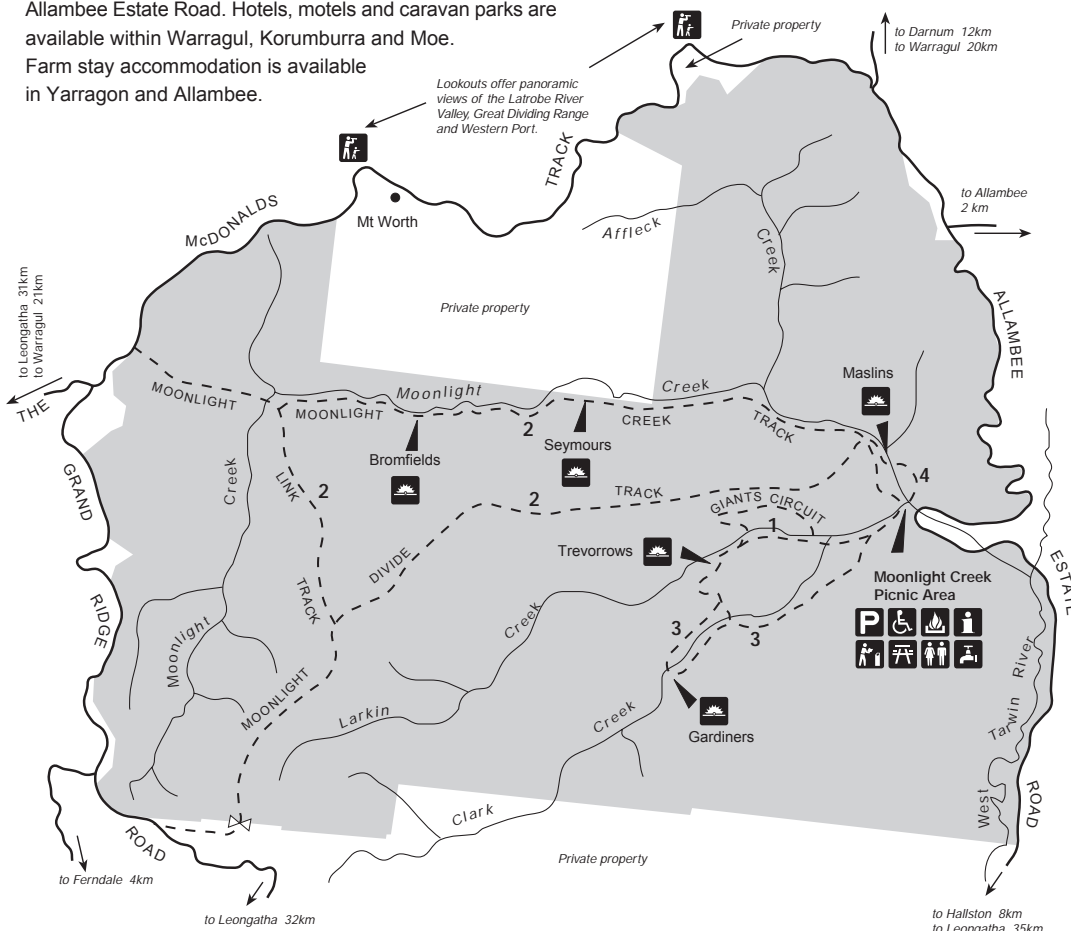 Allambee Estate Road. Hotels, motels and caravan parks are
available within Warragul, Korumburra and Moe.
Farm stay accommodation is available
in Yarragon and Allambee.
Private property
to Darnum 12km
to Warragul 20km
Lookouts offer panoramic
views of the Latrobe River
Valley, Great Dividing Range
and Western Port.
TRACK
McDONALDS
Mt Worth
to Allambee
2 km
Affleck
Creek
Private property
to Leongatha 31km
to Warragul 21km
ALLAMBEE
THE
MOONLIGHT
MOONLIGHT
Moonlight
Creek
2
CREEK
TRACK
Maslins
Bromfields
Seymours
4
GRAND
Creek
LINK
2
2
TRACK
GIANTS CIRCUIT
1
DIVIDE
Trevorrows
TRACK
Moonlight Creek
Picnic Area
P
i
ESTATE
RIDGE
Moonlight
Creek
3
3
MOONLIGHT
Larkin
Creek
Gardiners
Tarwin River
West
ROAD
Clark
ROAD
Private property
to Ferndale 4km
to Leongatha 32km
to Hallston 8km
to Leongatha 35km